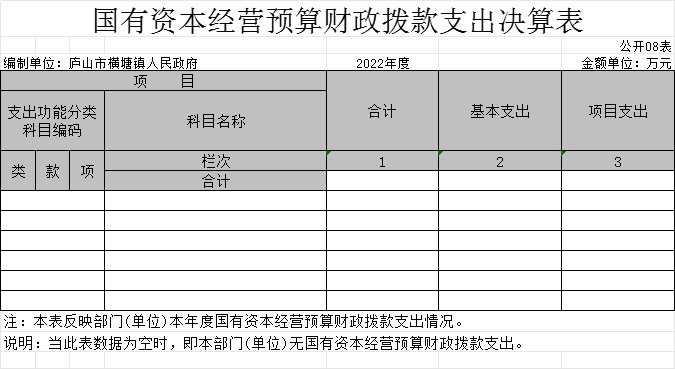 国有资本经营预算财政拨款支出决算表
公开08表
编制单位：庐山市横塘镇人民政府 2022年度 金额单位：万元
项 目
合计 基本支出 项目支出
支出功能分类
科目编码
科目名称
类 款 项
栏次 1 2 3
合计
注：本表反映部门(单位)本年度国有资本经营预算财政拨款支出情况。
说明：当此表数据为空时，即本部门(单位)无国有资本经营预算财政拨款支出。